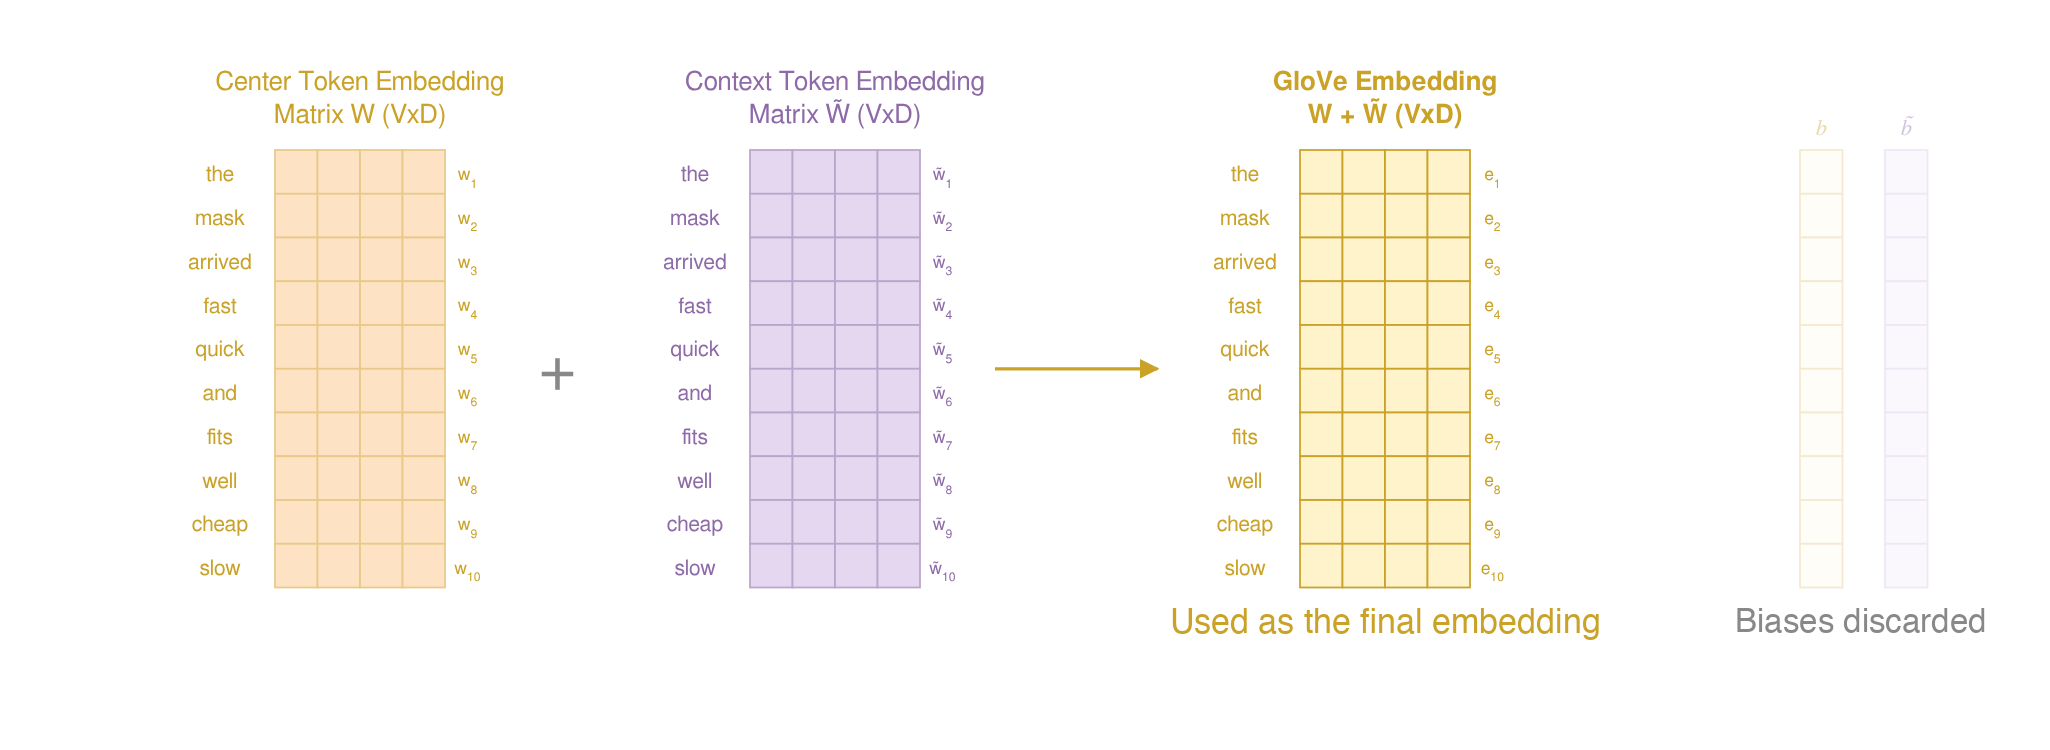 Center Token Embedding
Matrix W (VxD)
the w₁
mask w₂
arrived w₃
fast w₄
quick w₅
and w₆
fits w₇
well w₈
cheap w₉
slow w₁₀
+
Context Token Embedding
Matrix W̃ (VxD)
the w̃₁
mask w̃₂
arrived w̃₃
fast w̃₄
quick w̃₅
and w̃₆
fits w̃₇
well w̃₈
cheap w̃₉
slow w̃₁₀
GloVe Embedding
W + W̃ (VxD)
the e₁
mask e₂
arrived e₃
fast e₄
quick e₅
and e₆
fits e₇
well e₈
cheap e₉
slow e₁₀
Used as the final embedding
b b̃
Biases discarded